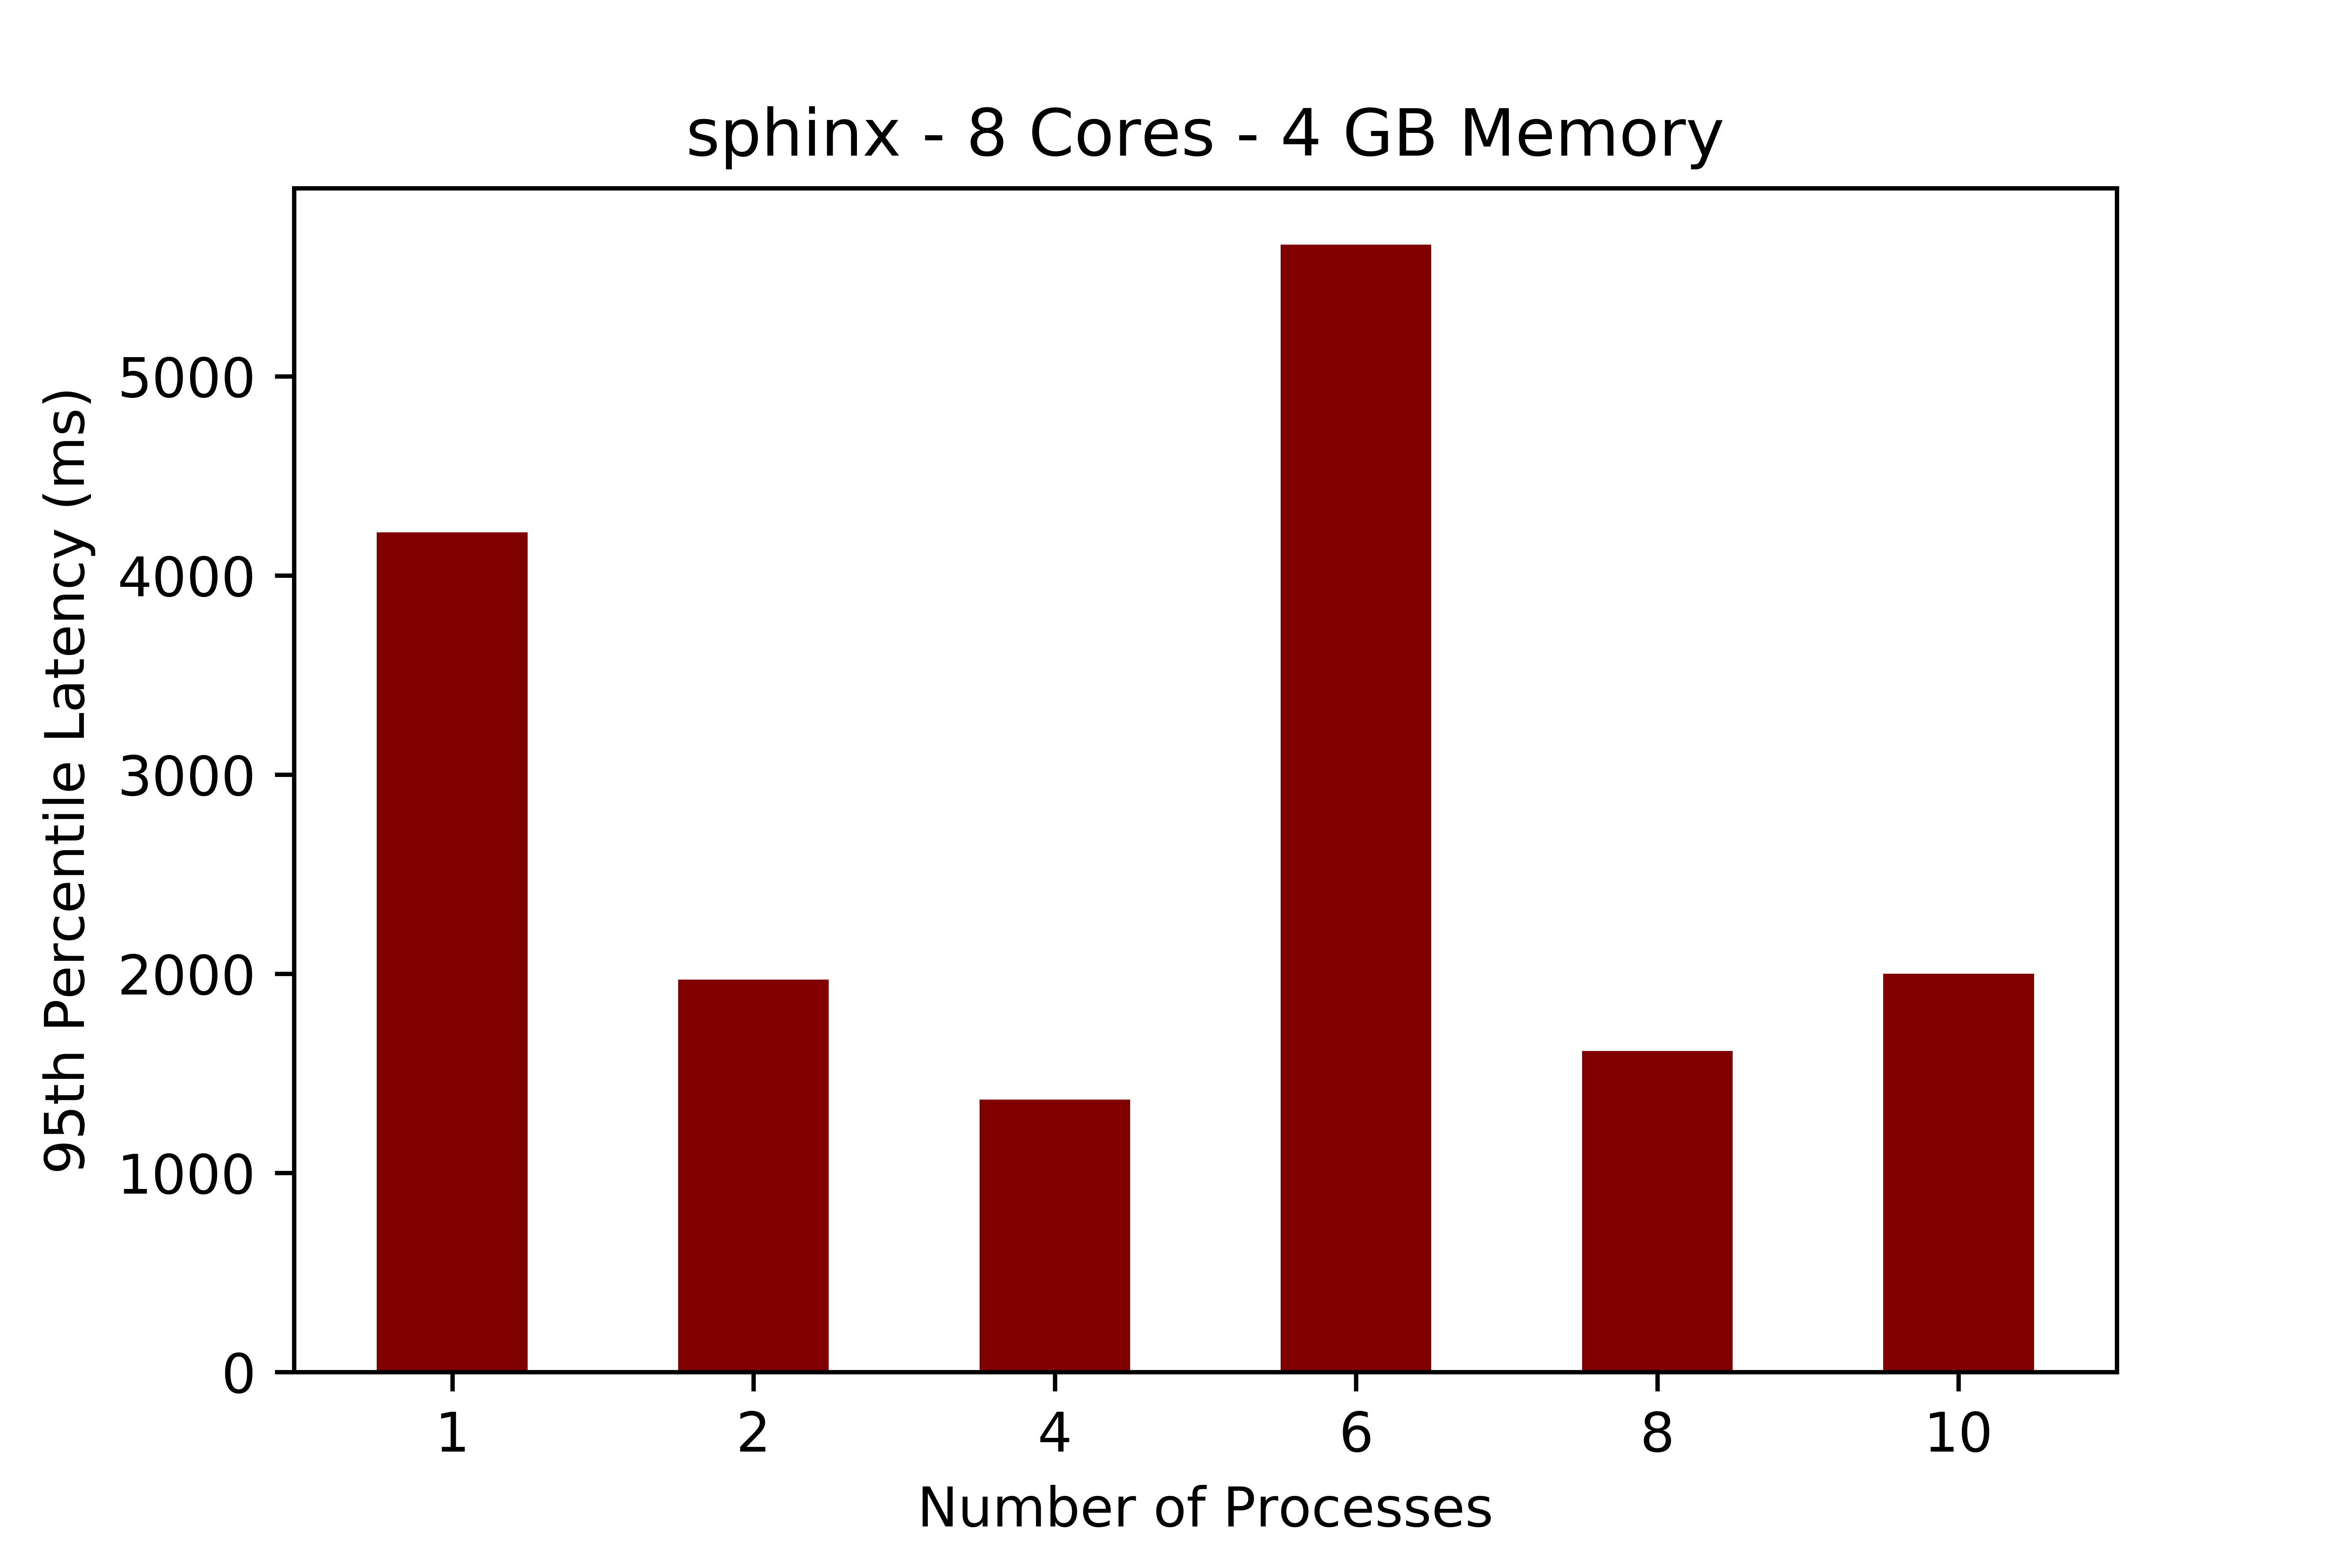 sphinx - 8 Cores - 4 GB Memory
95th Percentile Latency (ms)
5000
4000
3000
2000
1000
0
1 2 4 6 8 10
Number of Processes